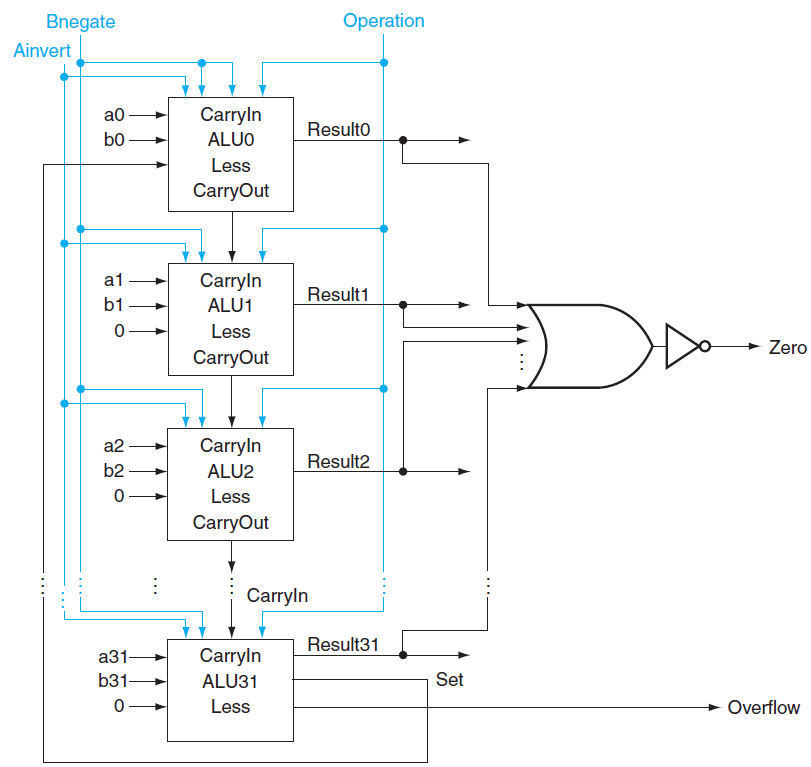 Bnegate
Operation
Ainvert
a0
b0
CarryIn
ALU0
Less
CarryOut
Result0
a1
b1
0
CarryIn
ALU1
Less
CarryOut
Result1
Zero
a2
b2
0
CarryIn
ALU2
Less
CarryOut
Result2
CarryIn
a31
b31
0
CarryIn
ALU31
Less
Result31
Set
Overflow